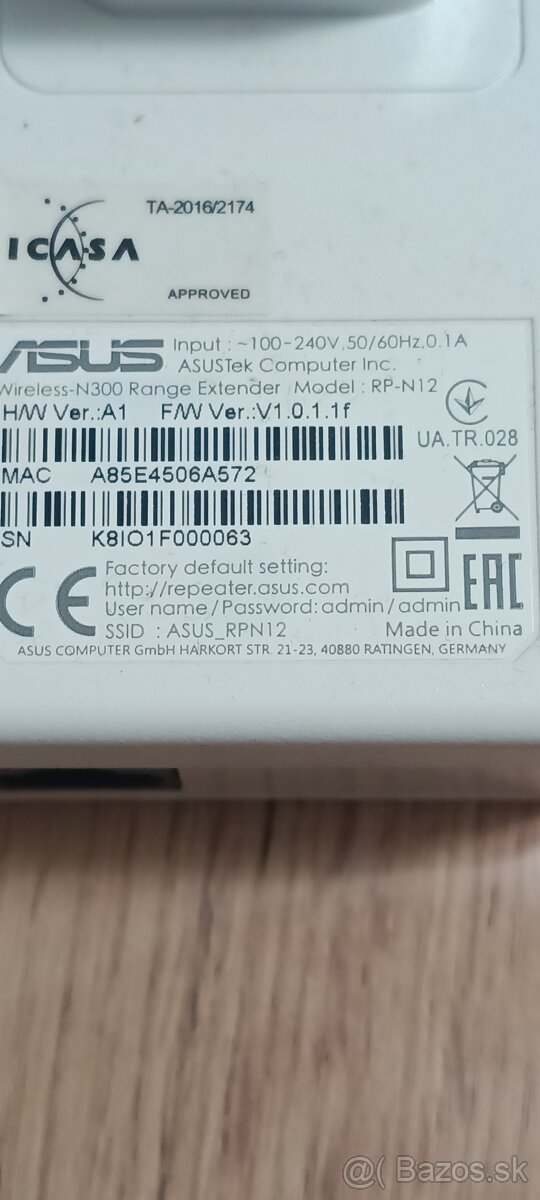 TA-2016/2174
ICASA
APPROVED
ASUS Input : ~100-240V,50/60Hz,0.1A
ASUSTek Computer Inc.
Wireless-N300 Range Extender Model : RP-N12
H/W Ver.:A1 F/W Ver.:V1.0.1.1f
UA.TR.028
MAC A85E4506A572
SN K8IO1F000063
CE Factory default setting:
http://repeater.asus.com
User name/Password:admin/admin
EAC
SSID : ASUS_RPN12 Made in China
ASUS COMPUTER GmbH HARKORT STR. 21-23, 40880 RATINGEN, GERMANY
@( Bazos.sk